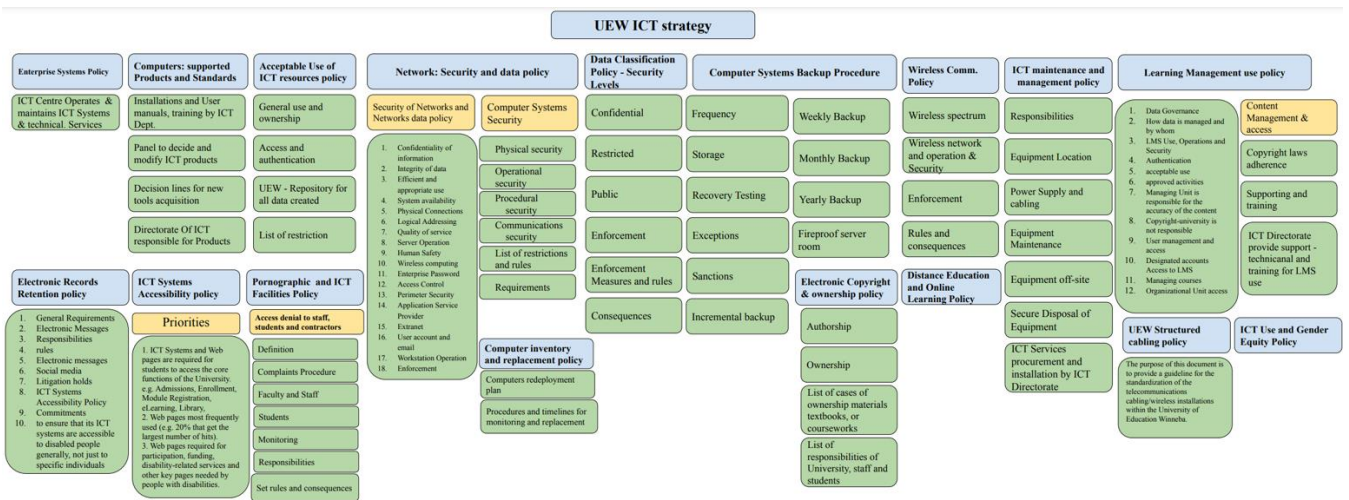 UEW ICT strategy
Enterprise Systems Policy
ICT Centre Operates &
maintains ICT Systems
& technical. Services
Computers: supported
Products and Standards
Installations and User
manuals, training by ICT
Dept.
Panel to decide and
modify ICT products
Decision lines for new
tools acquisition
Directorate Of ICT
responsible for Products
Acceptable Use of
ICT resources policy
General use and
ownership
Access and
authentication
UEW - Repository for
all data created
List of restriction
Network: Security and data policy
Security of Networks and
Networks data policy
1. Confidentiality of
information
2. Integrity of data
3. Efficient and
appropriate use
4. System availability
5. Physical Connections
6. Logical Addressing
7. Quality of service
8. Server Operation
9. Human Safety
10. Wireless computing
11. Enterprise Password
12. Access Control
13. Perimeter Security
14. Application Service
Provider
15. Extranet
16. User account and
email
17. Workstation Operation
18. Enforcement
Computer Systems
Security
Physical security
Operational
security
Procedural
security
Communications
security
List of restrictions
and rules
Requirements
Data Classification
Policy - Security
Levels
Confidential
Restricted
Public
Enforcement
Enforcement
Measures and rules
Consequences
Computer Systems Backup Procedure
Frequency
Storage
Recovery Testing
Exceptions
Sanctions
Incremental backup
Weekly Backup
Monthly Backup
Yearly Backup
Fireproof server
room
Wireless Comm.
Policy
Wireless spectrum
Wireless network
and operation &
Security
Enforcement
Rules and
consequences
ICT maintenance and
management policy
Responsibilities
Equipment Location
Power Supply and
cabling
Equipment
Maintenance
Equipment off-site
Secure Disposal of
Equipment
ICT Services
procurement and
installation by ICT
Directorate
Learning Management use policy
1. Data Governance
2. How data is managed and
by whom
3. LMS Use, Operations and
Security
4. Authentication
5. acceptable use
6. approved activities
7. Managing Unit is
responsible for the
accuracy of the content
8. Copyright-university is
not responsible
9. User management and
access
10. Designated accounts
Access to LMS
11. Managing courses
12. Organizational Unit access
Content
Management &
access
Copyright laws
adherence
Supporting and
training
ICT Directorate
provide support -
technicanal and
training for LMS
use
Electronic Records
Retention policy
1. General Requirements
2. Electronic Messages
3. Responsibilities
4. rules
5. Electronic messages
6. Social media
7. Litigation holds
8. ICT Systems
Accessibility Policy
9. Commitments
10. to ensure that its ICT
systems are accessible
to disabled people
generally, not just to
specific individuals
ICT Systems
Accessibility policy
Priorities
1. ICT Systems and Web
pages are required for
students to access the core
functions of the University.
e.g. Admissions, Enrollment,
Module Registration,
eLearning, Library,
2. Web pages most frequently
used (e.g. 20% that get the
largest number of hits).
3. Web pages required for
participation, funding,
disability-related services and
other key pages needed by
people with disabilities.
Pornographic and ICT
Facilities Policy
Access denial to staff,
students and contractors
Definition
Complaints Procedure
Faculty and Staff
Students
Monitoring
Responsibilities
Set rules and consequences
Computer inventory
and replacement policy
Computers redeployment
plan
Procedures and timelines for
monitoring and replacement
Electronic Copyright
& ownership policy
Authorship
Ownership
List of cases of
ownership materials
textbooks, or
courseworks
List of
responsibilities of
University, staff and
students
Distance Education
and Online
Learning Policy
UEW Structured
cabling policy
The purpose of this document is
to provide a guideline for the
standardization of the
telecommunications
cabling/wireless installations
within the University of
Education Winneba.
ICT Use and Gender
Equity Policy